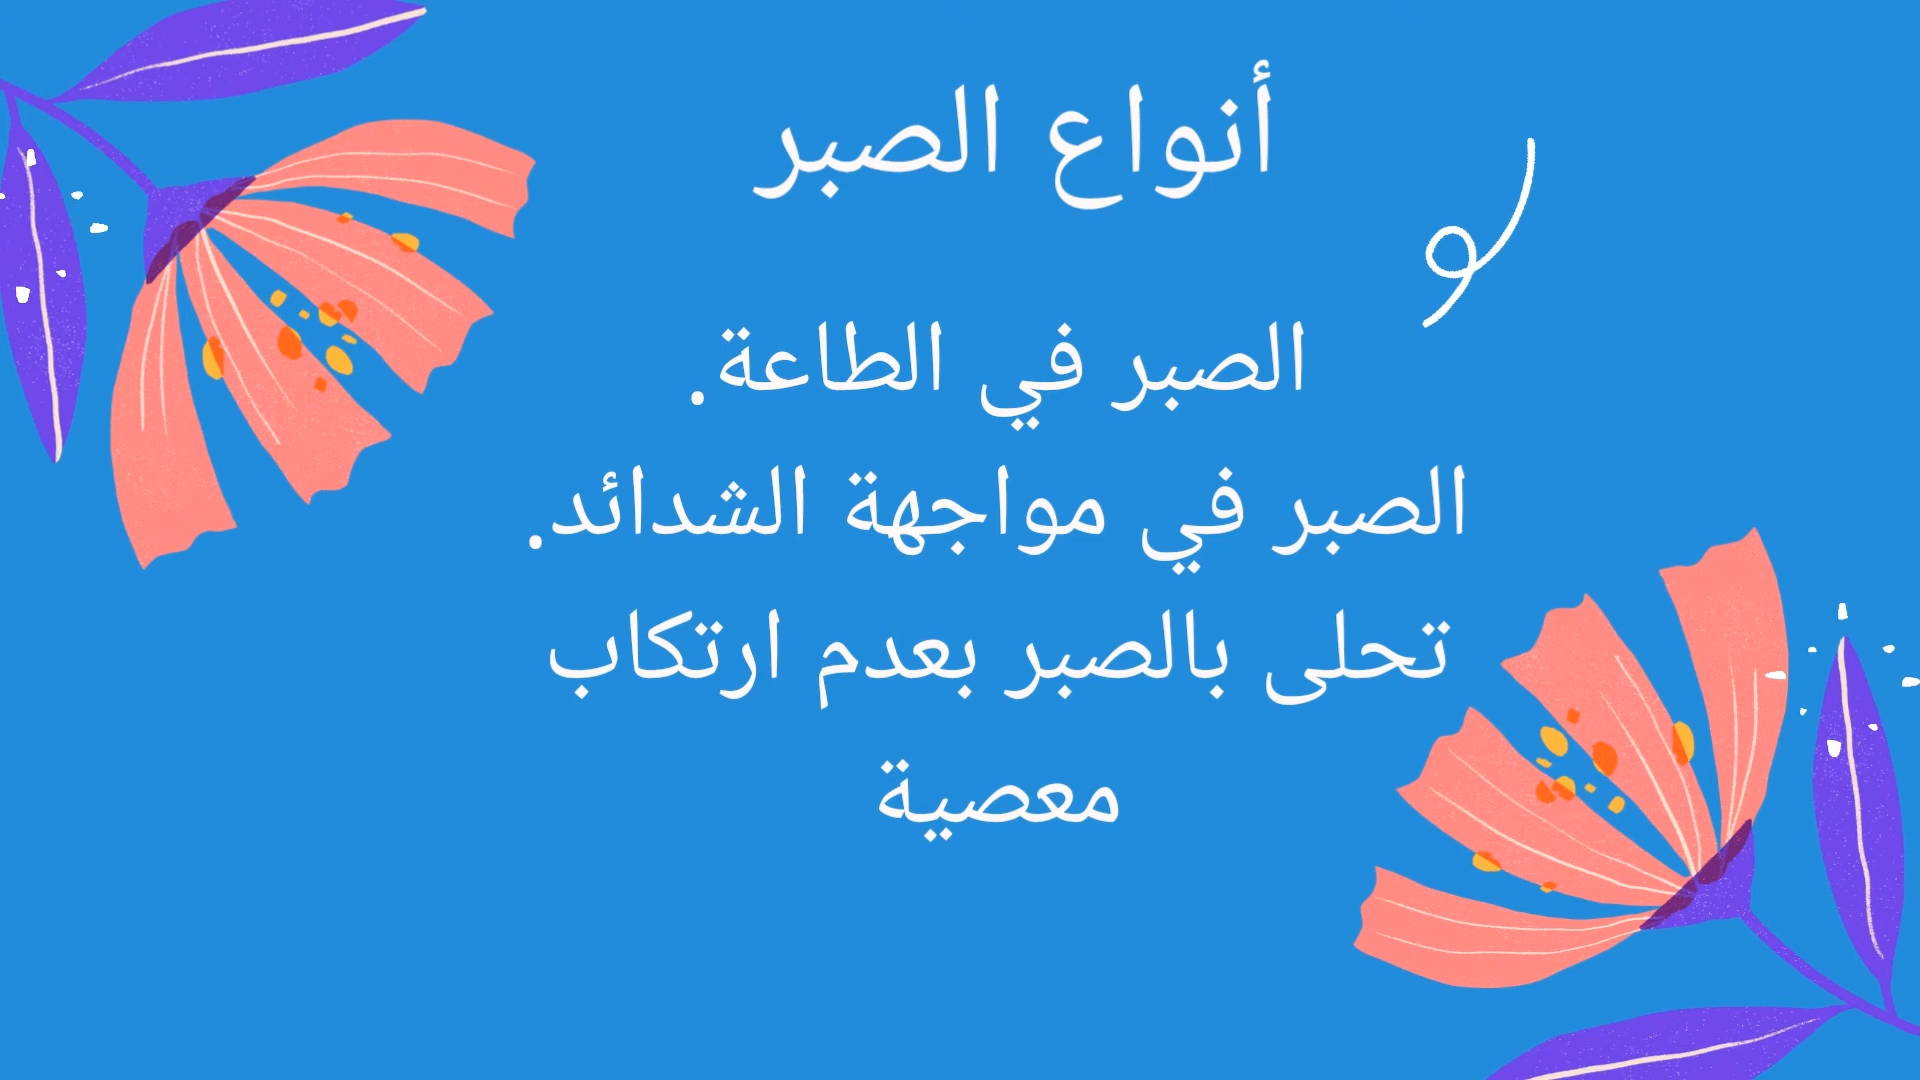 أنواع الصبر
الصبر في الطاعة.
الصبر في مواجهة الشدائد.
تحلى بالصبر بعدم ارتكاب
معصية